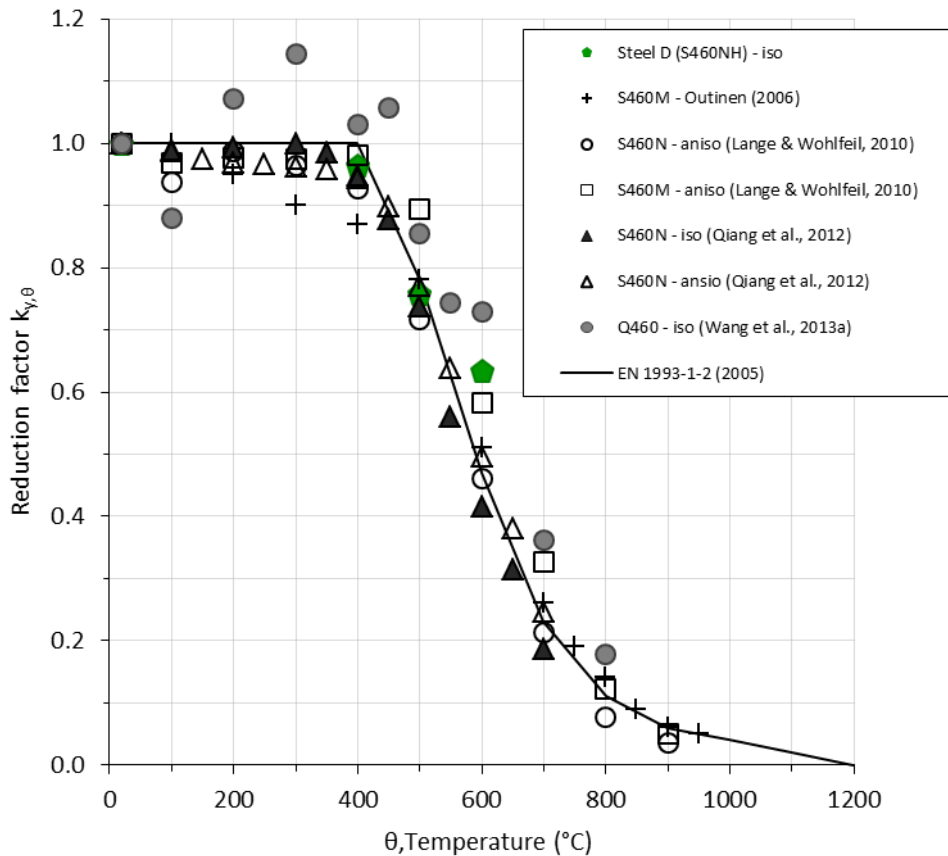 1.2
1.0
0.8
0.6
0.4
0.2
0.0
Reduction factor ky,θ
Steel D (S460NH) - iso
S460M - Outinen (2006)
S460N - aniso (Lange & Wohlfeil, 2010)
S460M - aniso (Lange & Wohlfeil, 2010)
S460N - iso (Qiang et al., 2012)
S460N - ansio (Qiang et al., 2012)
Q460 - iso (Wang et al., 2013a)
EN 1993-1-2 (2005)
0 200 400 600 800 1000 1200
θ,Temperature (°C)